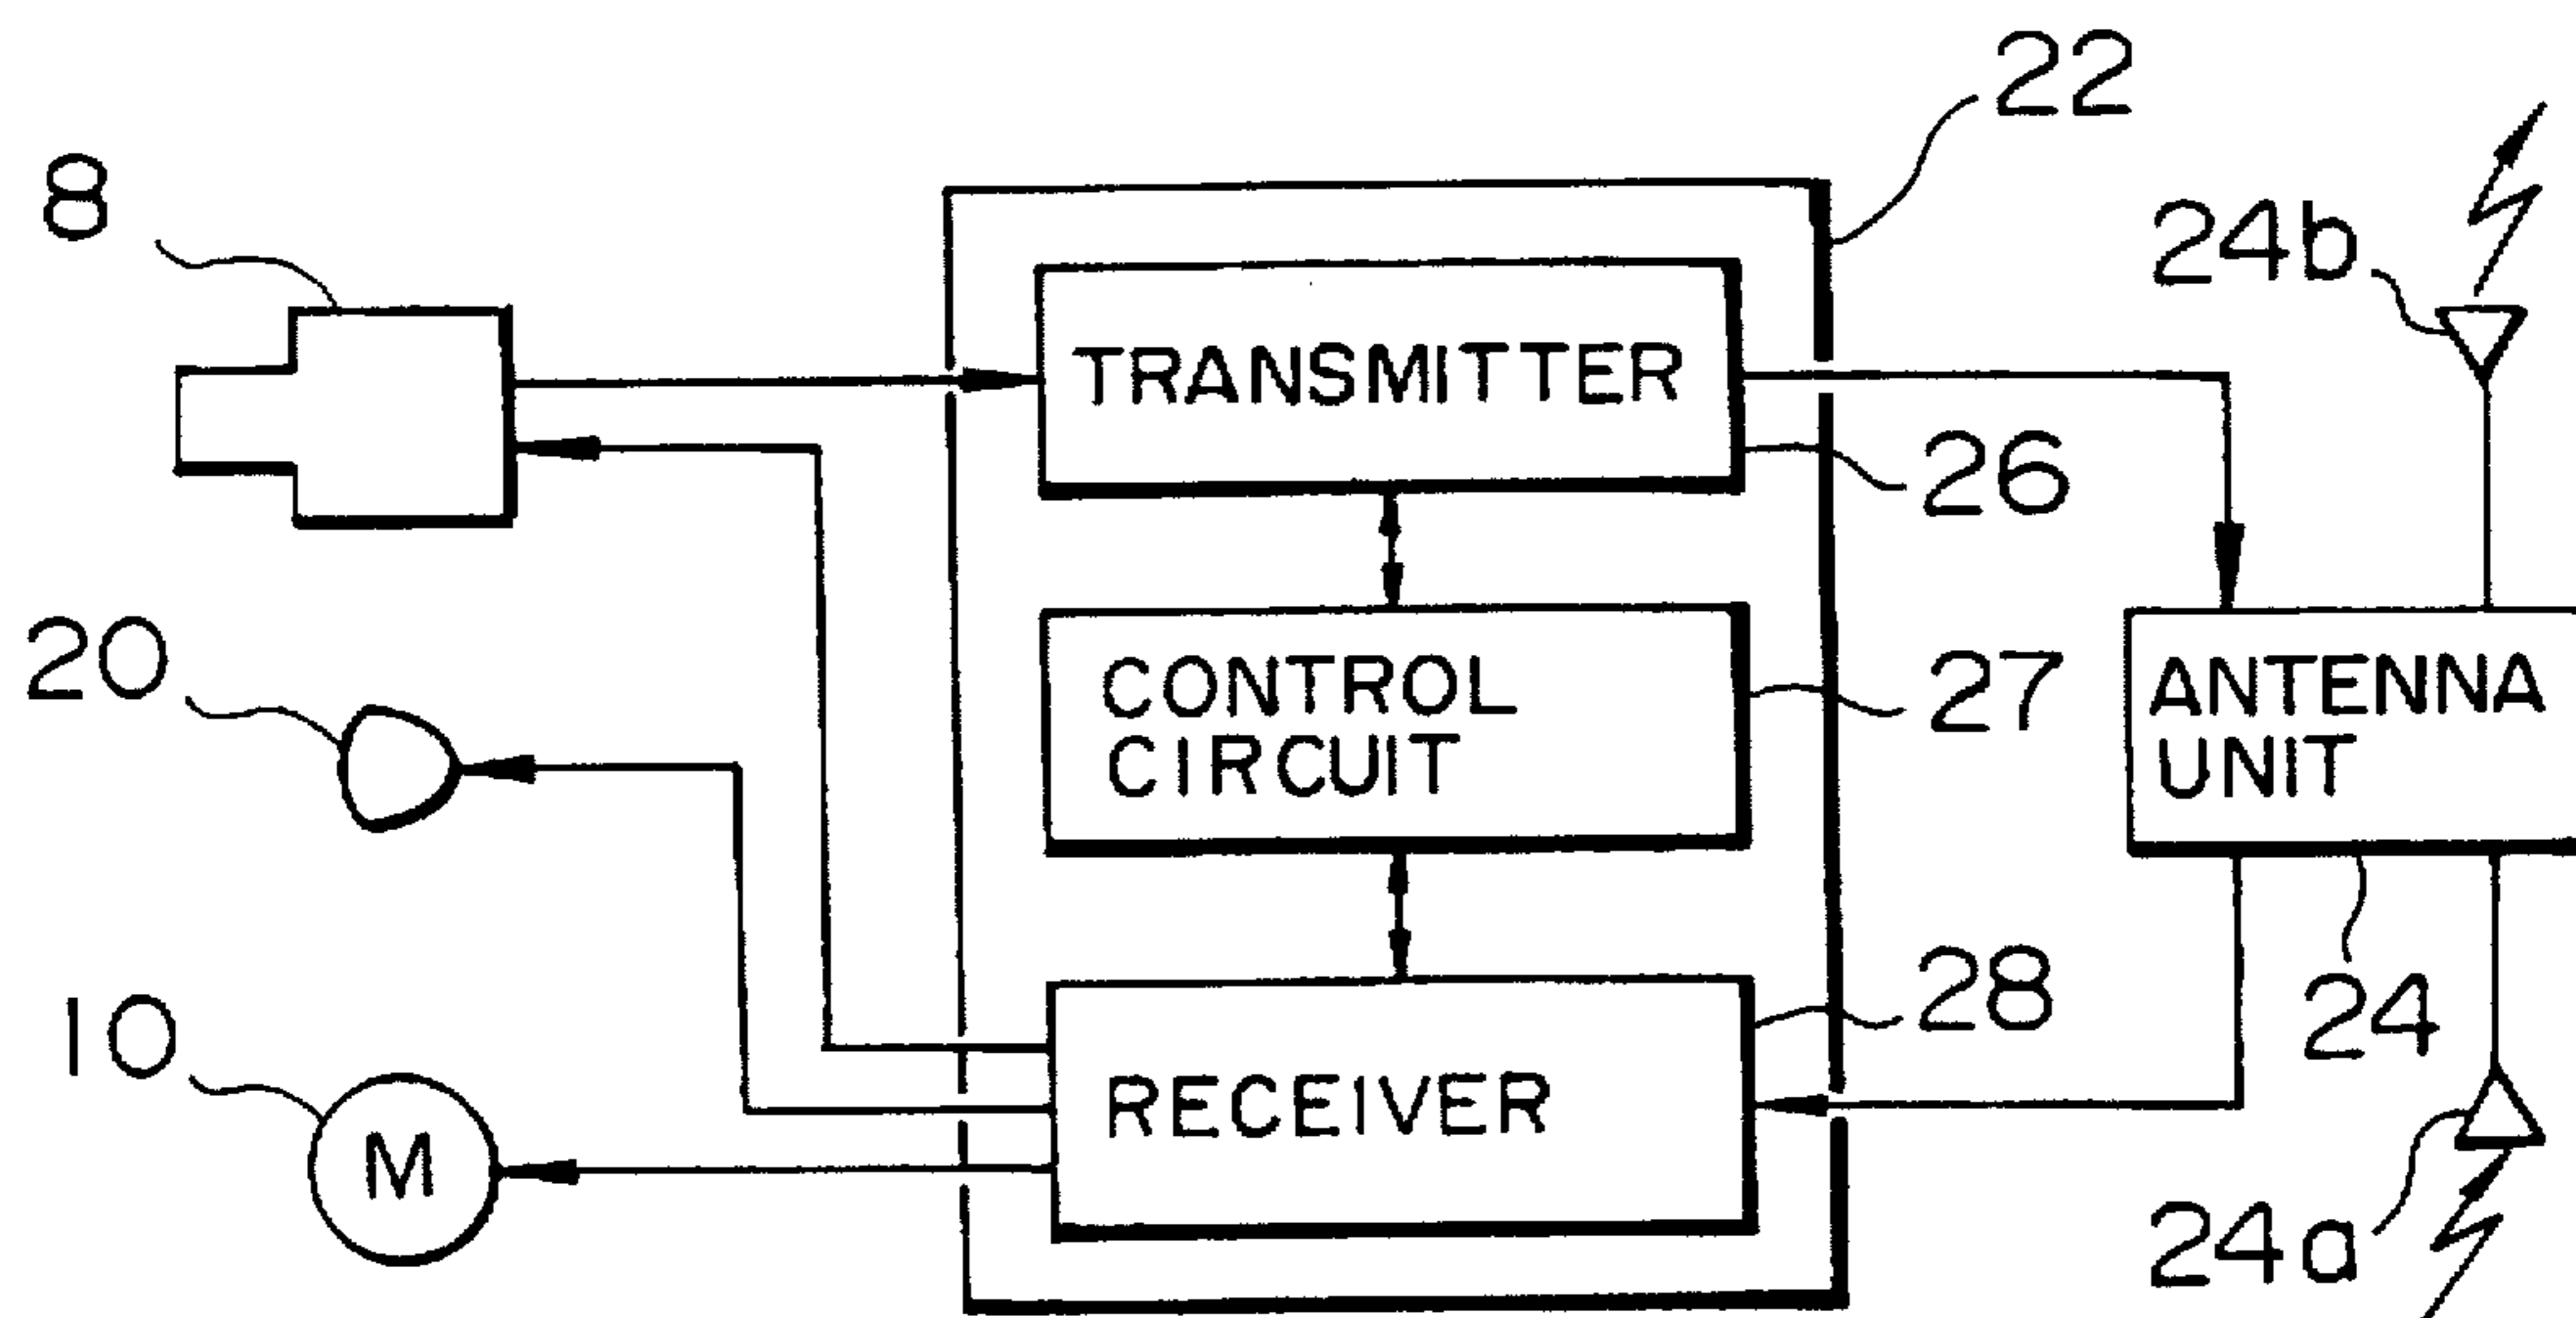 22
8
24b
TRANSMITTER
26
20
CONTROL
CIRCUIT
27
ANTENNA
UNIT
10
28
24
RECEIVER
M
24a